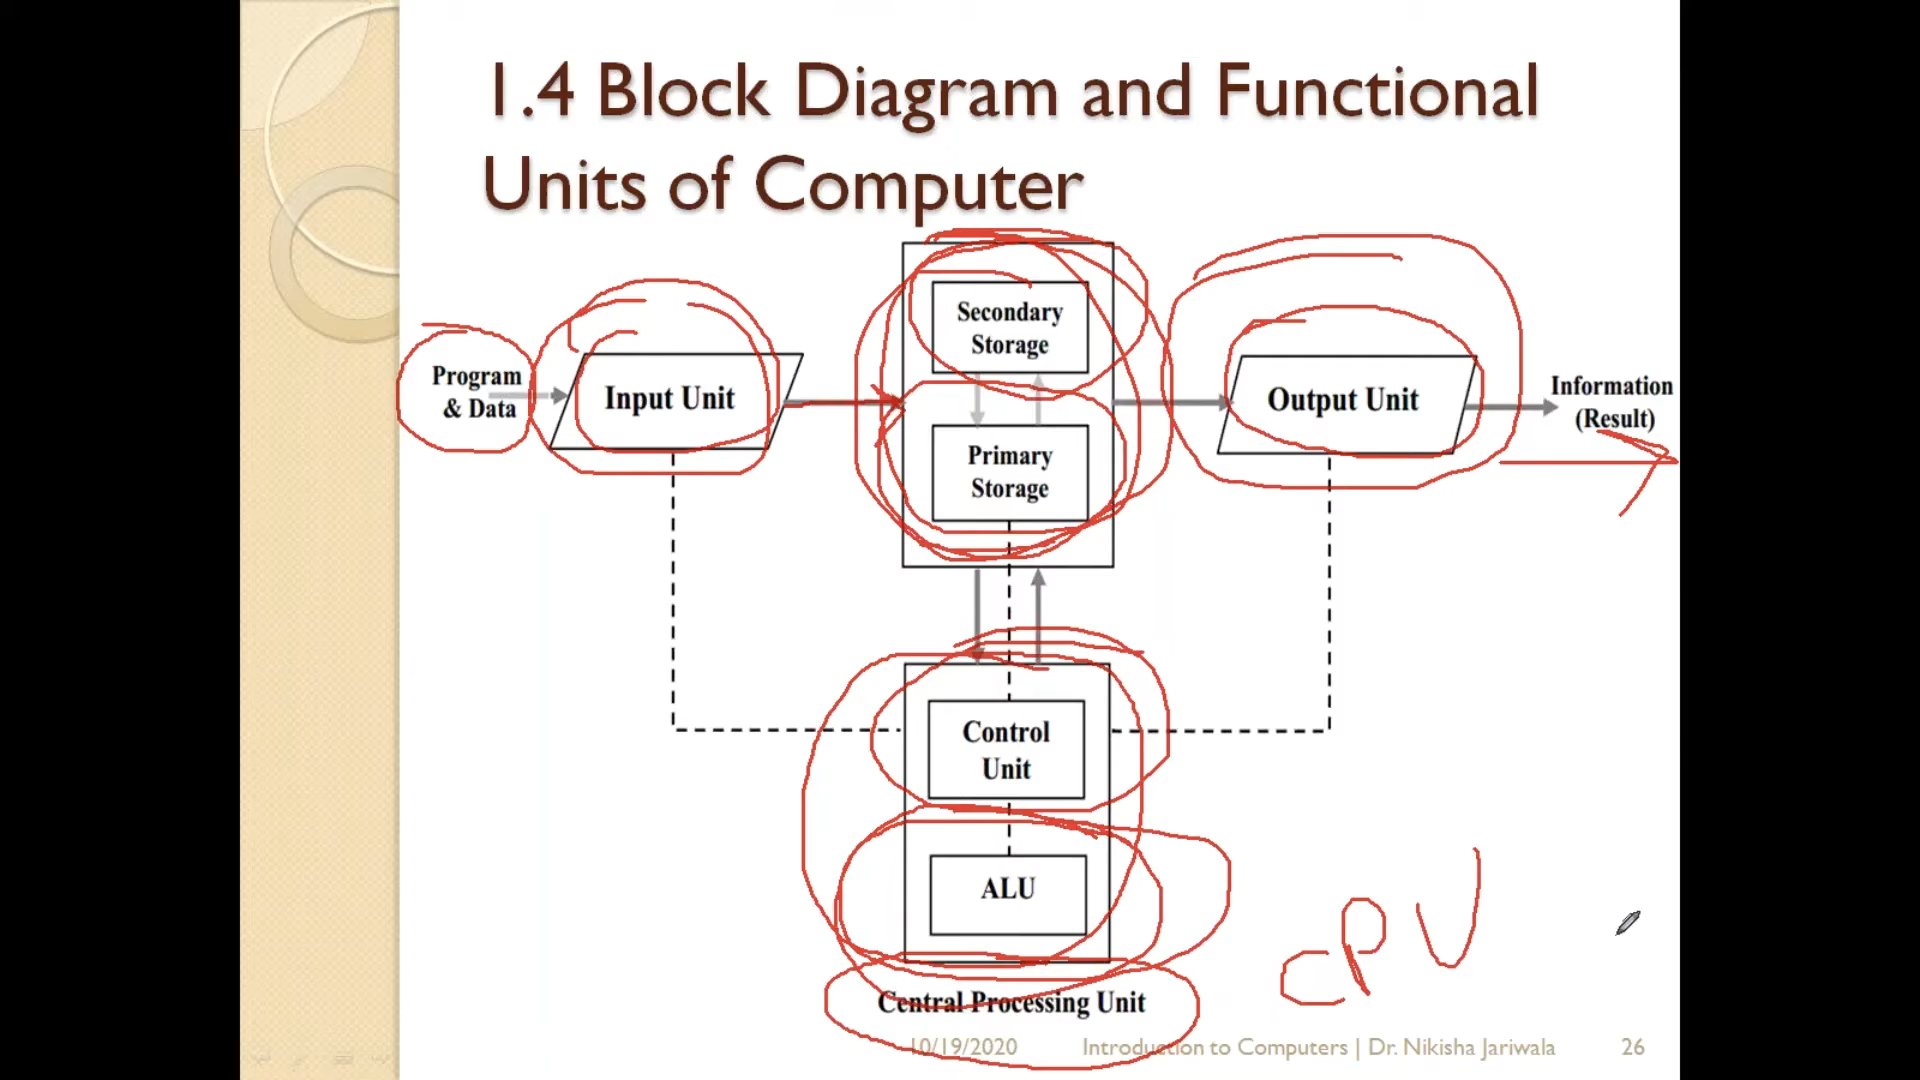 1.4 Block Diagram and Functional
Units of Computer
Program
& Data
Input Unit
Secondary
Storage
Primary
Storage
Output Unit
Information
(Result)
Control
Unit
ALU
Central Processing Unit
CPU
10/19/2020 Introduction to Computers | Dr. Nikisha Jariwala 26